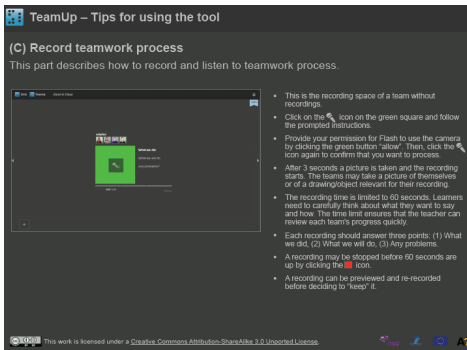 TeamUp – Tips for using the tool
(C) Record teamwork process
This part describes how to record and listen to teamwork process.
• This is the recording space of a team without
recordings.
• Click on the icon on the green square and follow
the prompted instructions.
• Provide your permission for Flash to use the camera
by clicking the green button “allow”. Then, click the
icon again to confirm that you want to process.
• After 3 seconds a picture is taken and the recording
starts. The teams may take a picture of themselves
or of a drawing/object relevant for their recording.
• The recording time is limited to 60 seconds. Learners
need to carefully think about what they want to say
and how. The time limit ensures that the teacher can
review each team's progress quickly.
• Each recording should answer three points: (1) What
we did, (2) What we will do, (3) Any problems.
• A recording may be stopped before 60 seconds are
up by clicking the icon.
• A recording can be previewed and re-recorded
before deciding to “keep” it.
This work is licensed under a Creative Commons Attribution-ShareAlike 3.0 Unported License.